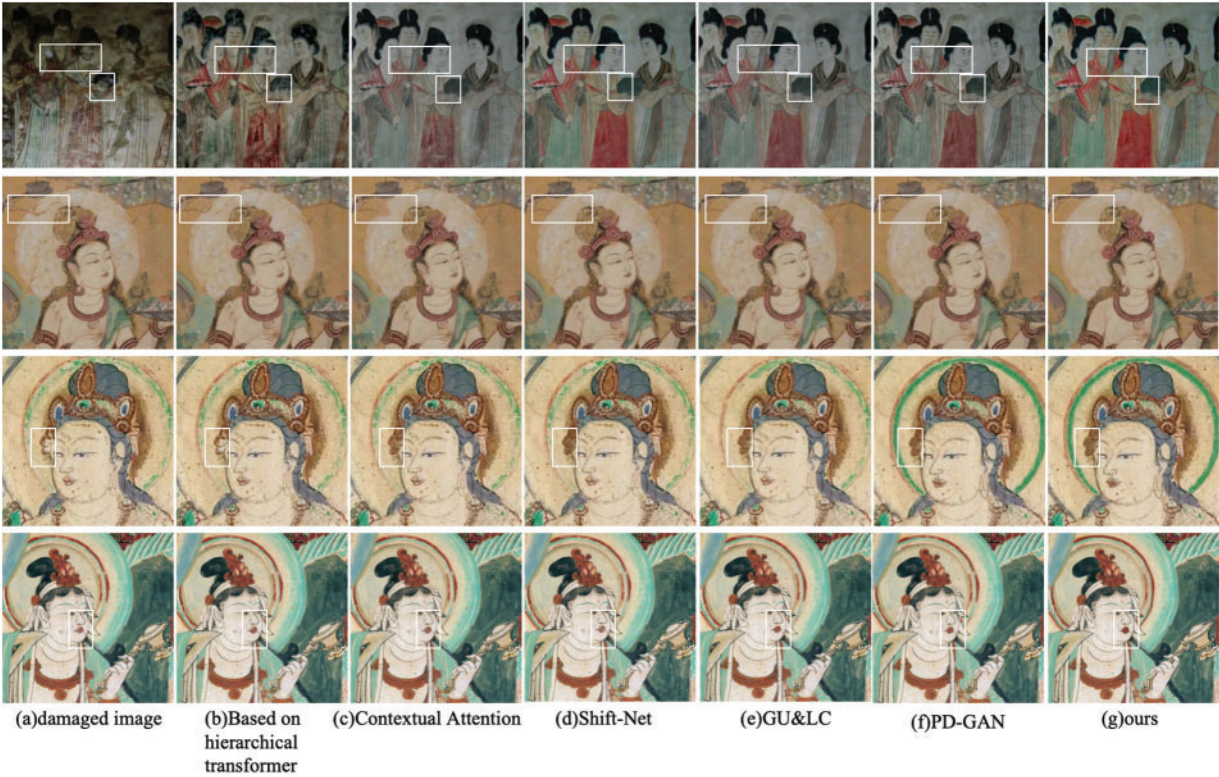 (a)damaged image
(b)Based on
hierarchical
transformer
(c)Contextual Attention
(d)Shift-Net
(e)GU&LC
(f)PD-GAN
(g)ours